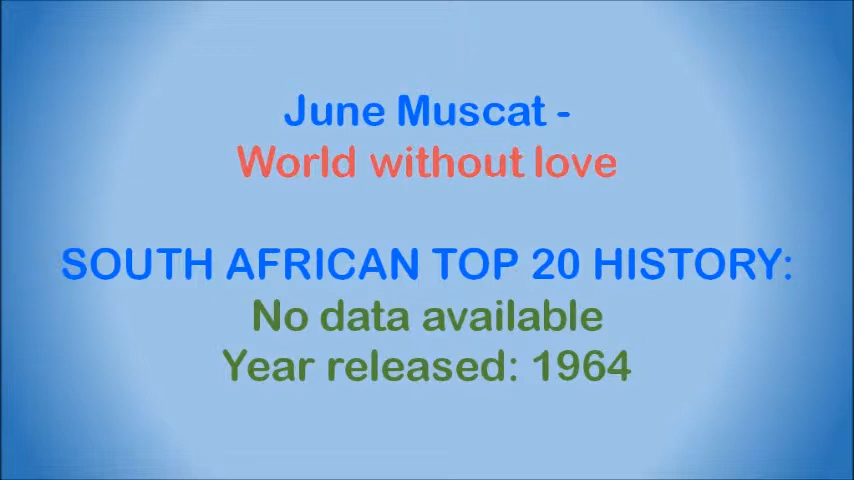 June Muscat -
World without love
SOUTH AFRICAN TOP 20 HISTORY:
No data available
Year released: 1964